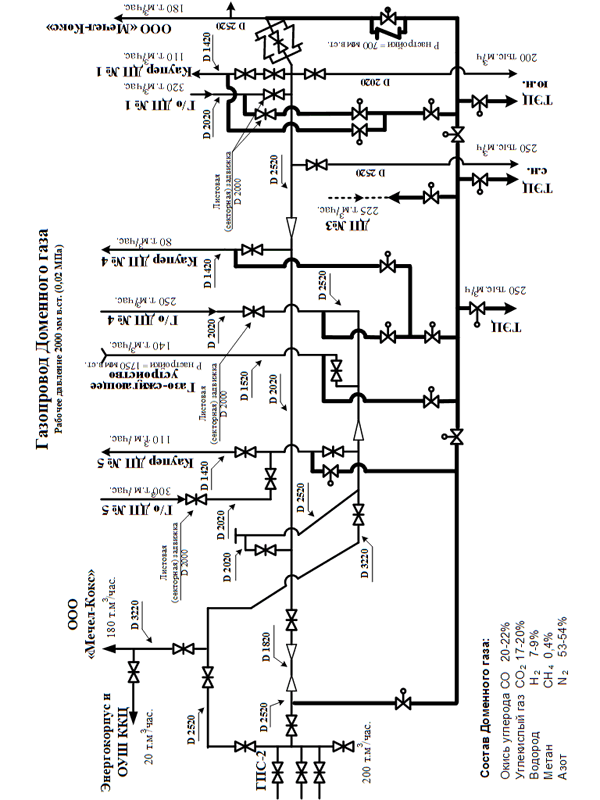 Газопровод Доменного газа
Рабочее давление 2000 мм в.ст. (0,02 МПа)
Энергокорпус и
ОУШ ККЦ
20 т.м³/час.
ООО
«Мечел-Кокс»
180 т.м³/час.
D 3220
D 2520
ГПС-2
200 т.м³/час.
D 2520
D 1820
Г/о ДП № 5
300 т.м³/час.
Листовая
(секторная) задвижка
D 2000
D 2020
D 2020
D 2520
D 3220
Каупер ДП № 5
110 т.м³/час.
D 1420
Газо-сжигающее
устройство
P настройки = 1750 мм в.ст.
140 т.м³/час.
D 1520
D 2020
Листовая
(секторная) задвижка
D 2000
Г/о ДП № 4
250 т.м³/час.
D 2020
D 2520
Каупер ДП № 4
80 т.м³/час.
D 1420
Листовая
(секторная) задвижка
D 2000
D 2520
Г/о ДП № 1
320 т.м³/час.
D 2020
Каупер ДП № 1
110 т.м³/час.
D 1420
ООО «Мечел-Кокс»
180 т.м³/час.
D 2520
P настройки = 700 мм в.ст.
D 2020
200 тыс.м³/ч
ю.н.
ТЭЦ
D 2520
250 тыс.м³/ч
с.н.
ТЭЦ
ДП №3
225 т.м³/час.
250 тыс.м³/ч
ТЭЦ
Состав Доменного газа:
Окись углерода CO 20-22%
Углекислый газ CO₂ 17-20%
Водород H₂ 7-9%
Метан CH₄ 0,4%
Азот N₂ 53-54%